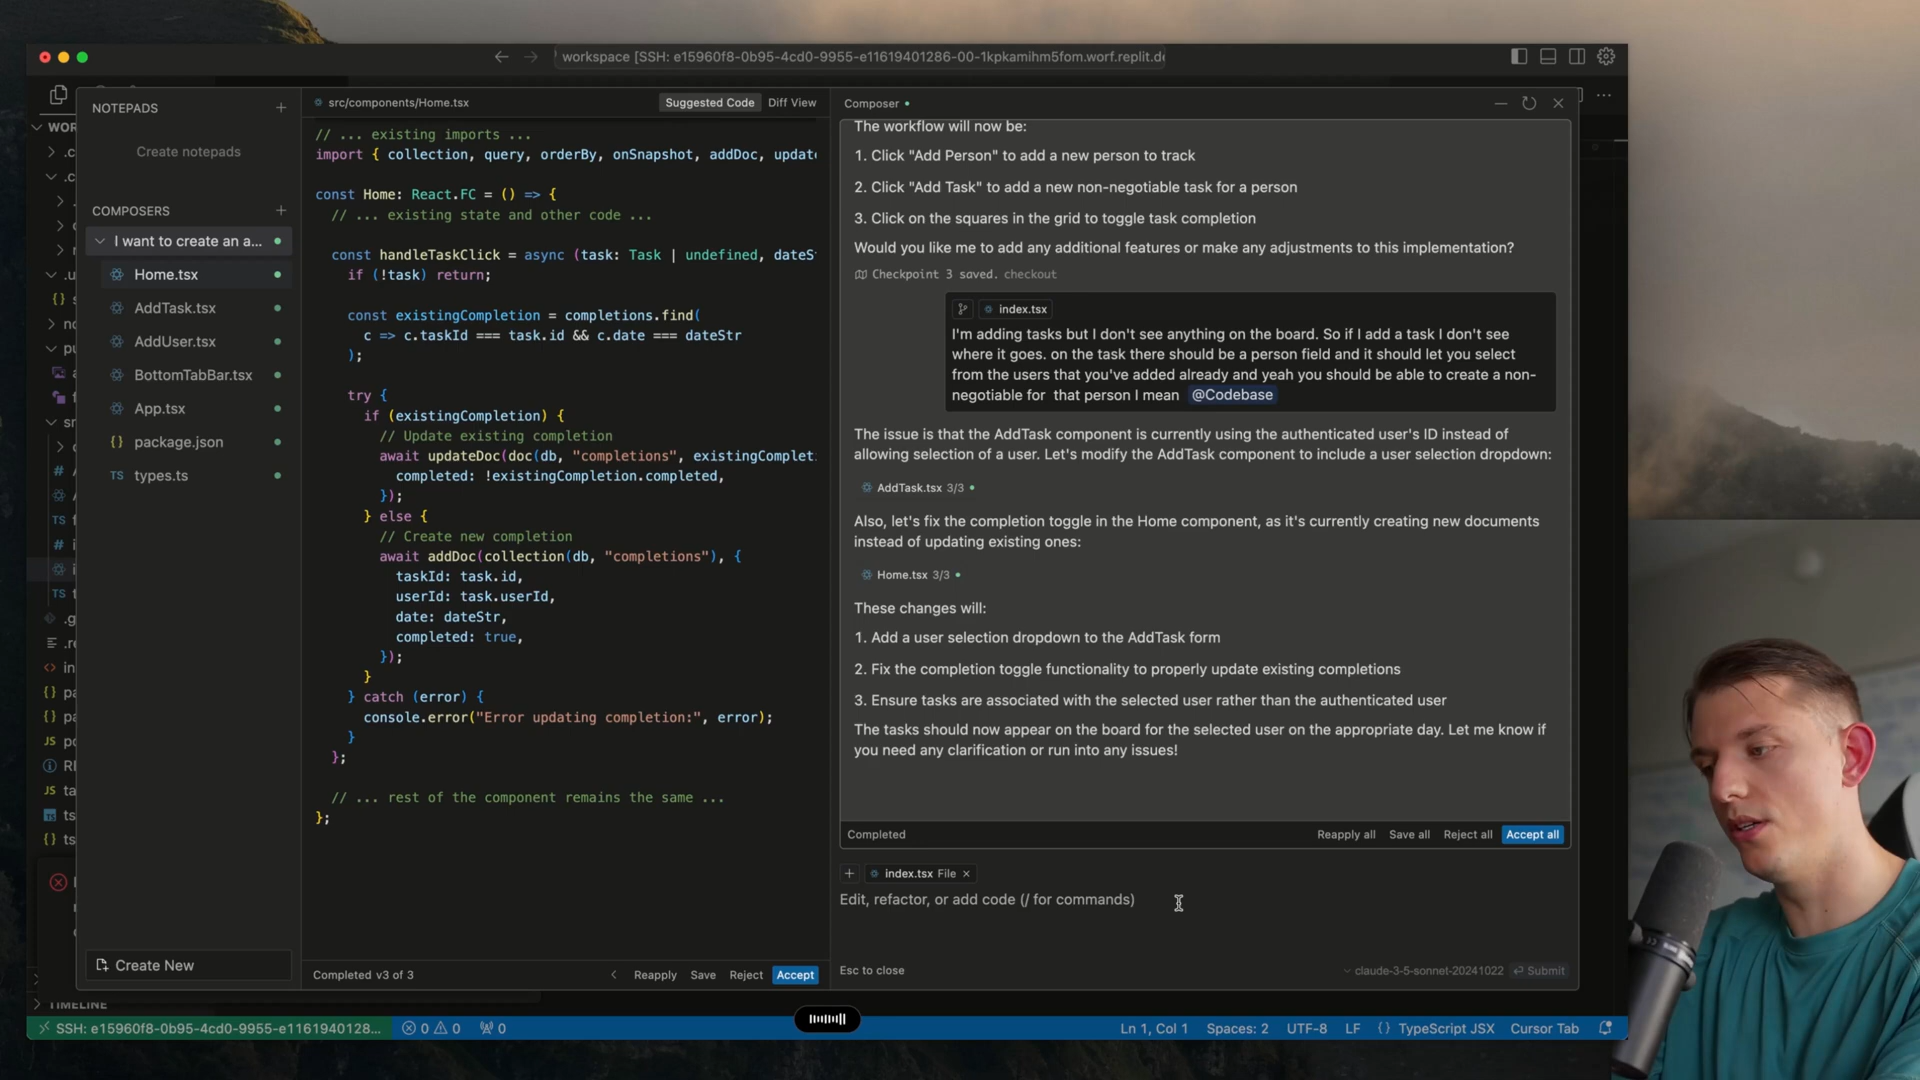 workspace [SSH: e15960f8-0b95-4cd0-9955-e11619401286-00-1kpkamihm5fom.worf.replit.de
NOTEPADS
Create notepads
COMPOSERS
I want to create an a...
Home.tsx
AddTask.tsx
AddUser.tsx
BottomTabBar.tsx
App.tsx
package.json
TS types.ts
Create New
TIMELINE
src/components/Home.tsx
Suggested Code
Diff View
// ... existing imports ...
import { collection, query, orderBy, onSnapshot, addDoc, update
const Home: React.FC = () => {
// ... existing state and other code ...
const handleTaskClick = async (task: Task | undefined, dateS
if (!task) return;
const existingCompletion = completions.find(
c => c.taskId === task.id && c.date === dateStr
);
try {
if (existingCompletion) {
// Update existing completion
await updateDoc(doc(db, "completions", existingComplet
completed: !existingCompletion.completed,
});
} else {
// Create new completion
await addDoc(collection(db, "completions"), {
taskId: task.id,
userId: task.userId,
date: dateStr,
completed: true,
});
}
} catch (error) {
console.error("Error updating completion:", error);
}
};
// ... rest of the component remains the same ...
};
Completed v3 of 3
Reapply
Save
Reject
Accept
Composer
The workflow will now be:
1. Click "Add Person" to add a new person to track
2. Click "Add Task" to add a new non-negotiable task for a person
3. Click on the squares in the grid to toggle task completion
Would you like me to add any additional features or make any adjustments to this implementation?
Checkpoint 3 saved. checkout
index.tsx
I'm adding tasks but I don't see anything on the board. So if I add a task I don't see
where it goes. on the task there should be a person field and it should let you select
from the users that you've added already and yeah you should be able to create a non-
negotiable for that person I mean @Codebase
The issue is that the AddTask component is currently using the authenticated user's ID instead of
allowing selection of a user. Let's modify the AddTask component to include a user selection dropdown:
AddTask.tsx 3/3
Also, let's fix the completion toggle in the Home component, as it's currently creating new documents
instead of updating existing ones:
Home.tsx 3/3
These changes will:
1. Add a user selection dropdown to the AddTask form
2. Fix the completion toggle functionality to properly update existing completions
3. Ensure tasks are associated with the selected user rather than the authenticated user
The tasks should now appear on the board for the selected user on the appropriate day. Let me know if
you need any clarification or run into any issues!
Completed
Reapply all
Save all
Reject all
Accept all
index.tsx File
Edit, refactor, or add code (/ for commands)
Esc to close
claude-3-5-sonnet-20241022
Submit
SSH: e15960f8-0b95-4cd0-9955-e1161940128...
0
0
0
Ln 1, Col 1
Spaces: 2
UTF-8
LF
TypeScript JSX
Cursor Tab